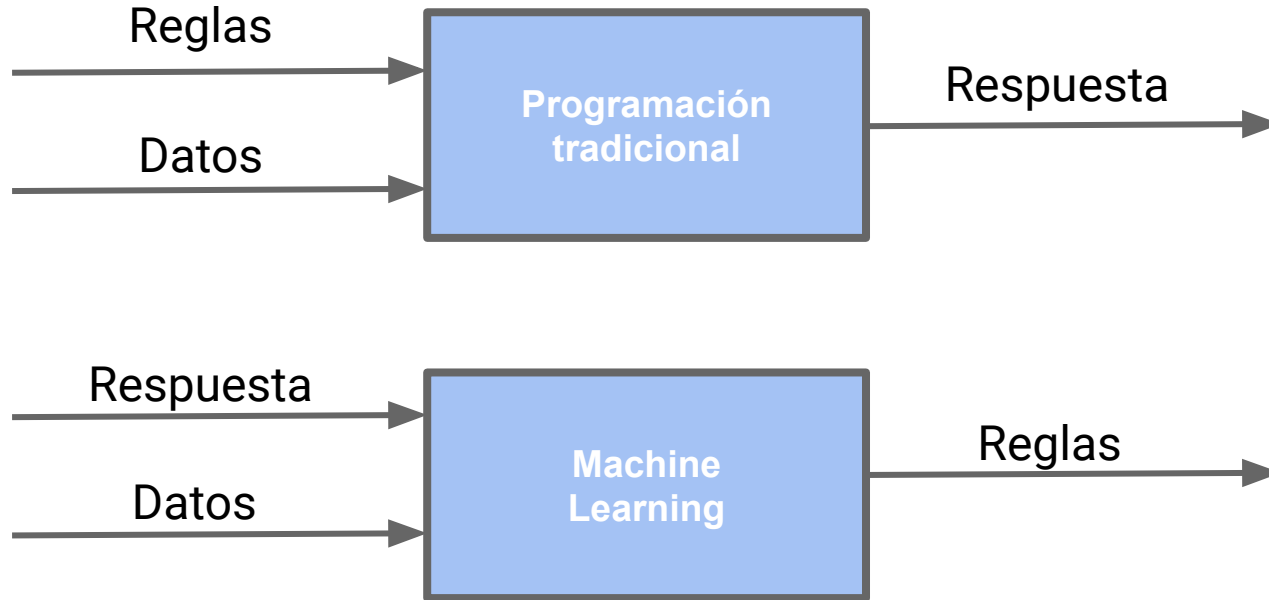 Reglas
Datos
Programación
tradicional
Respuesta
Respuesta
Datos
Machine
Learning
Reglas